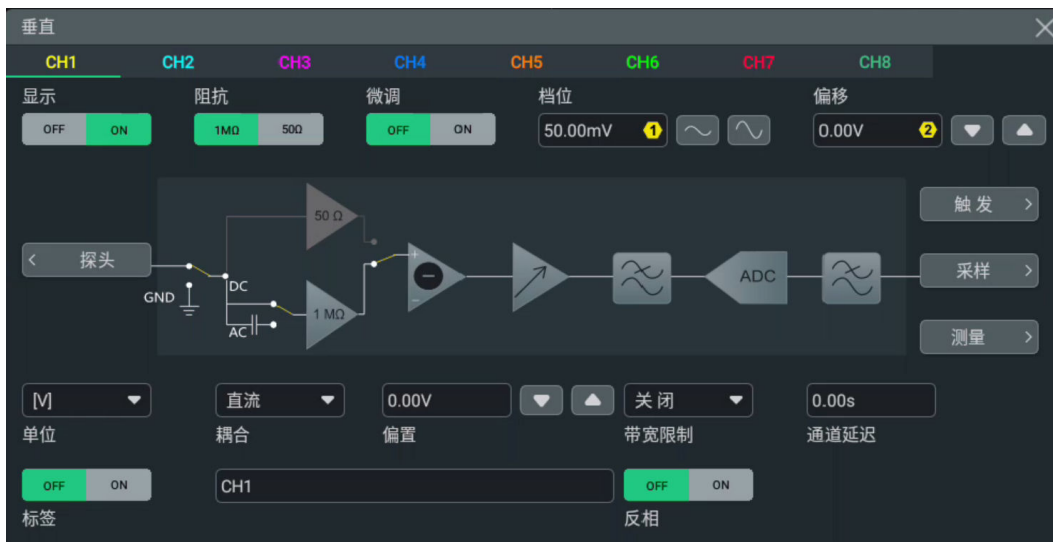 垂直
CH1 CH2 CH3 CH4 CH5 CH6 CH7 CH8
显示 阻抗 微调 档位 偏移
OFF ON 1MΩ 50Ω OFF ON 50.00mV 1 0.00V 2
50 Ω
触发
探头
DC
GND
AC
1 MΩ
ADC
采样
测量
[V] 直流 0.00V 关闭 0.00s
单位 耦合 偏置 带宽限制 通道延迟
OFF ON CH1 OFF ON
标签 反相